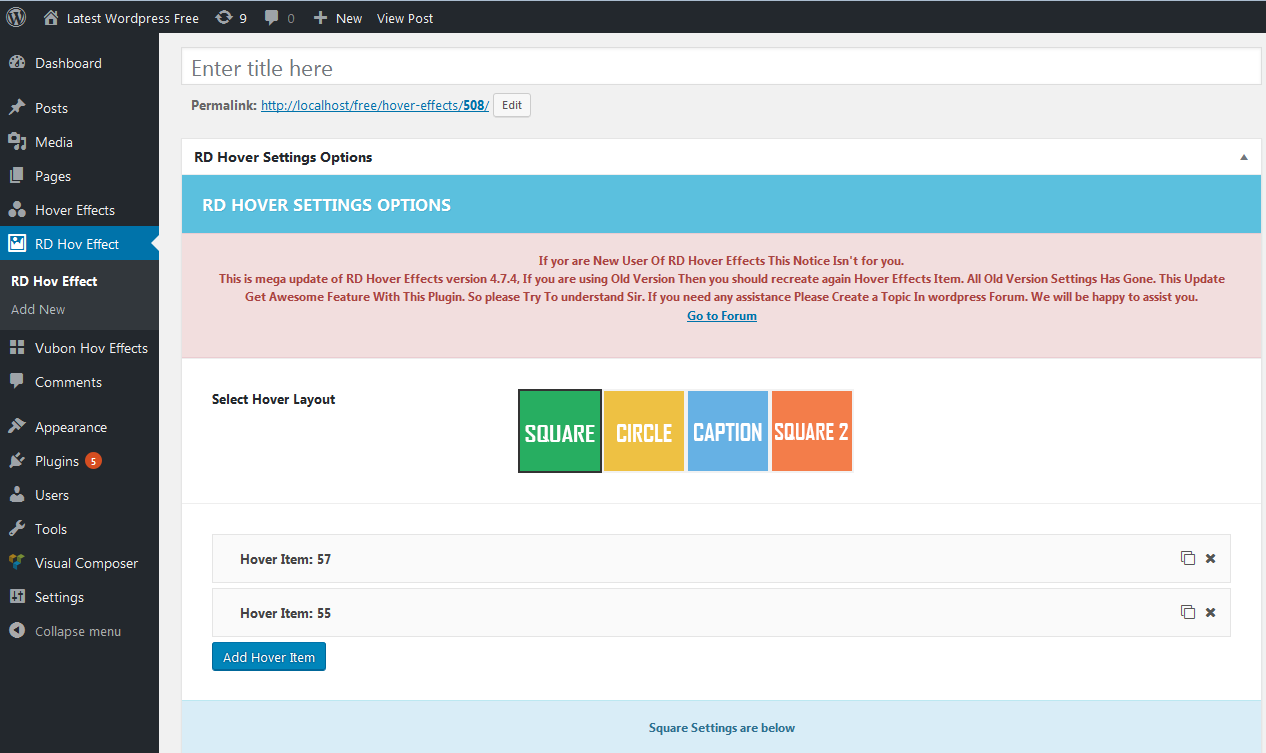 Latest Wordpress Free 9 0 New View Post
Dashboard
Posts
Media
Pages
Hover Effects
RD Hov Effect
RD Hov Effect
Add New
Vubon Hov Effects
Comments
Appearance
Plugins 5
Users
Tools
Visual Composer
Settings
Collapse menu
Enter title here
Permalink: http://localhost/free/hover-effects/508/ Edit
RD Hover Settings Options
RD HOVER SETTINGS OPTIONS
If yor are New User Of RD Hover Effects This Notice Isn't for you.
This is mega update of RD Hover Effects version 4.7.4, If you are using Old Version Then you should recreate again Hover Effects Item. All Old Version Settings Has Gone. This Update
Get Awesome Feature With This Plugin. So please Try To understand Sir. If you need any assistance Please Create a Topic In wordpress Forum. We will be happy to assist you.
Go to Forum
Select Hover Layout
SQUARE CIRCLE CAPTION SQUARE 2
Hover Item: 57
Hover Item: 55
Add Hover Item
Square Settings are below